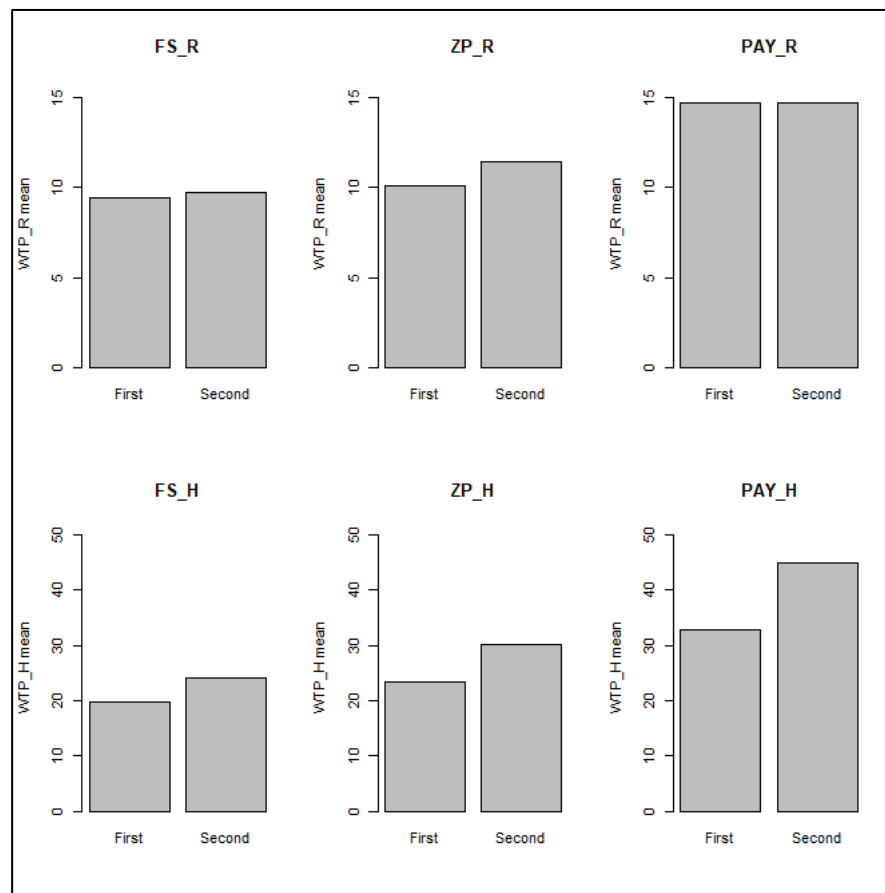 FS_R
WTP_R mean
0
5
10
15
First Second
ZP_R
WTP_R mean
0
5
10
15
First Second
PAY_R
WTP_R mean
0
5
10
15
First Second
FS_H
WTP_H mean
0
10
20
30
40
50
First Second
ZP_H
WTP_H mean
0
10
20
30
40
50
First Second
PAY_H
WTP_H mean
0
10
20
30
40
50
First Second